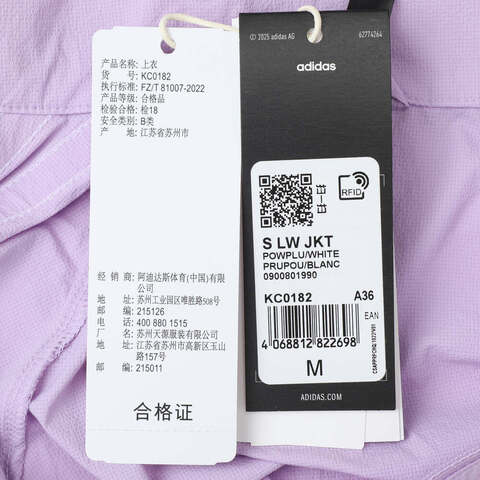 产品名称：上衣
货    号：KC0182
执行标准：FZ/T 81007-2022
产品等级：合格品
检验合格：检18
安全类别：B类
产    地：江苏省苏州市
经 销 商：阿迪达斯体育(中国)有限公司
地    址：苏州工业园区唯胜路508号
邮    编：215126
电    话：400 880 1515
制 造 商：苏州天源服装有限公司
地    址：江苏省苏州市高新区玉山路157号
邮    编：215011
合格证
© 2025 adidas AG
62774264
adidas
RFID
S LW JKT
POWPLU/WHITE
PRUPOU/BLANC
0900801990
KC0182
A36
EAN
4 068812 822698
M
ADIDAS.COM